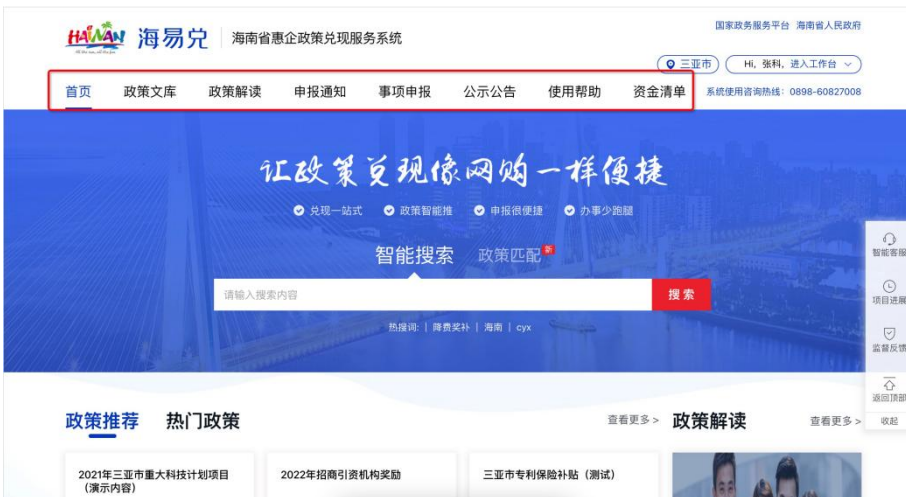 国家政务服务平台 海南省人民政府
HAINAN 海易兑 海南省惠企政策兑现服务系统
三亚市 Hi, 张科, 进入工作台
首页 政策文库 政策解读 申报通知 事项申报 公示公告 使用帮助 资金清单 系统使用咨询热线：0898-60827008
让政策兑现像网购一样便捷
兑现一站式 政策智能推 申报很便捷 办事少跑腿
智能搜索 政策匹配 新
请输入搜索内容 搜索
热搜词: | 降费奖补 | 海南 | cyx
智能客服
项目进展
监督反馈
返回顶部
收起
政策推荐 热门政策 查看更多 > 政策解读 查看更多 >
2021年三亚市重大科技计划项目（演示内容）
2022年招商引资机构奖励
三亚市专利保险补贴（测试）